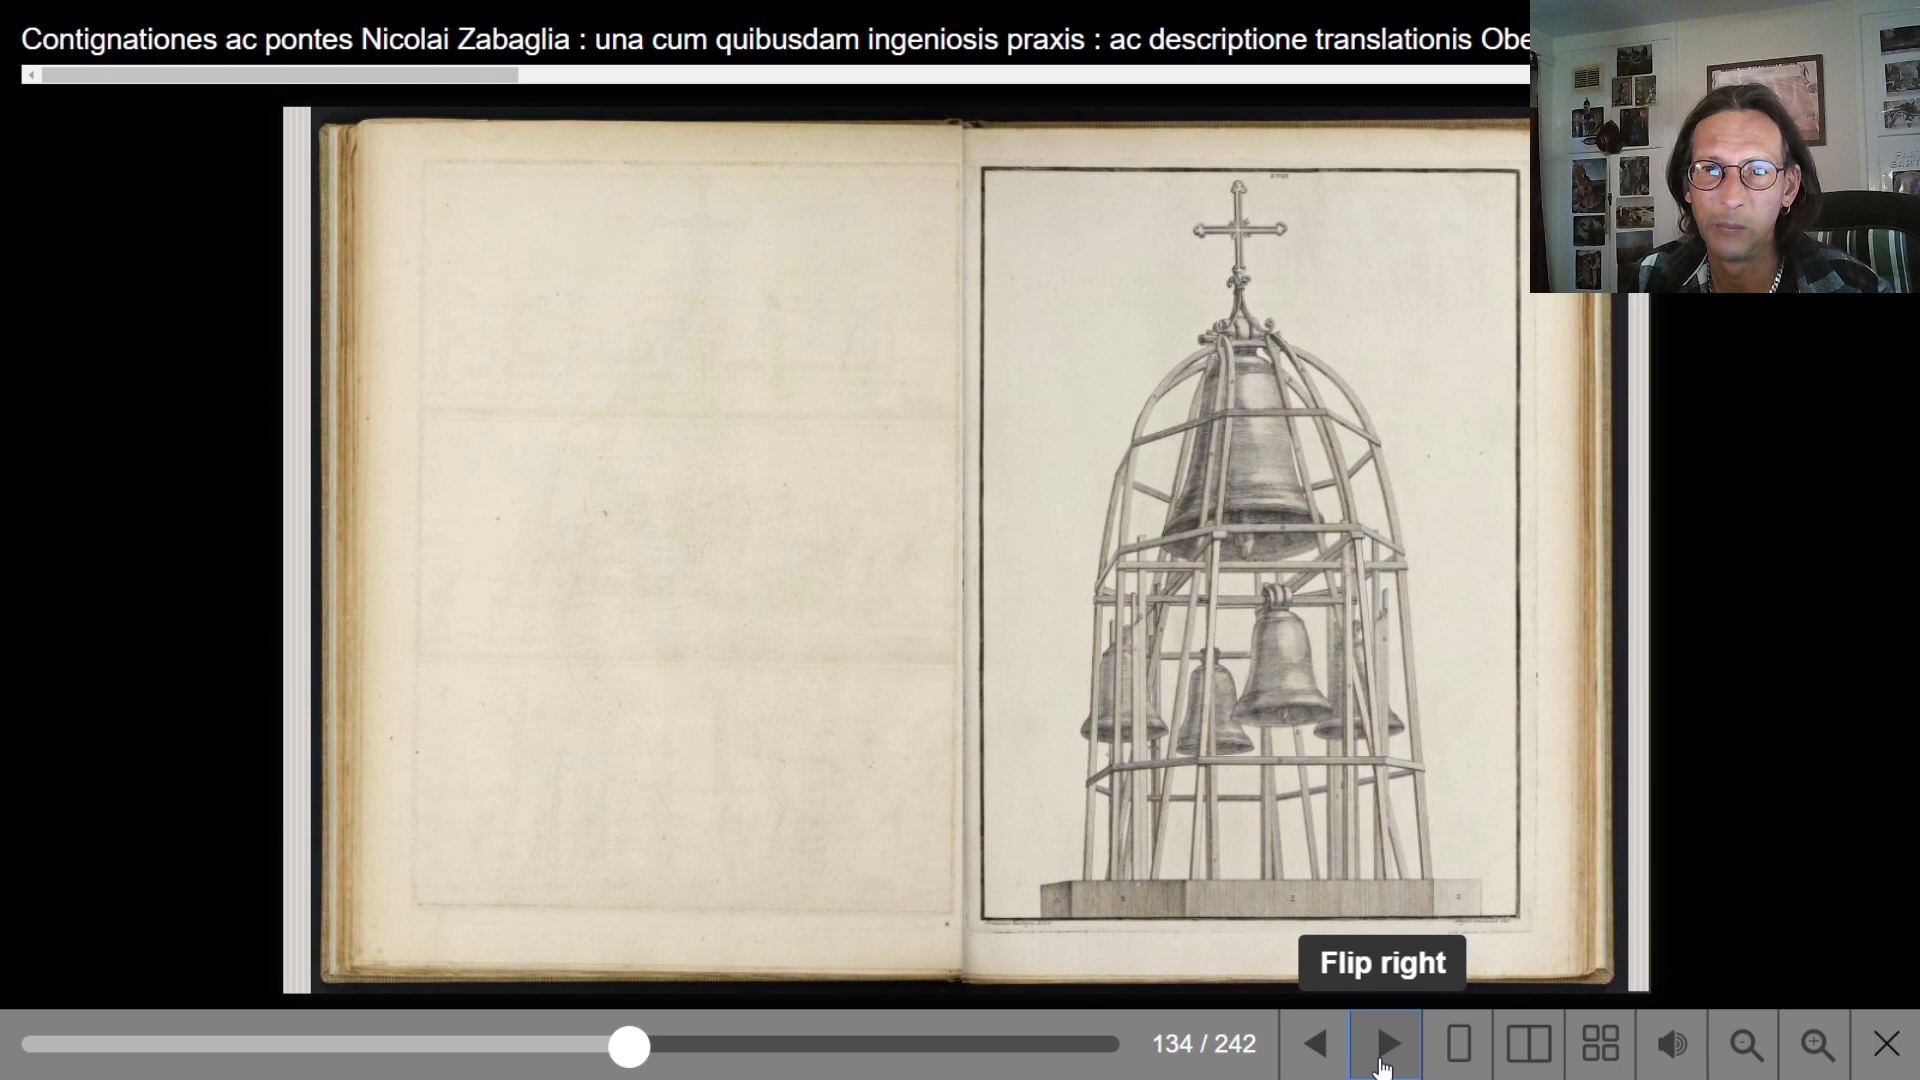 Contignationes ac pontes Nicolai Zabaglia : una cum quibusdam ingeniosis praxis : ac descriptione translationis Obe
Flip right
134 / 242